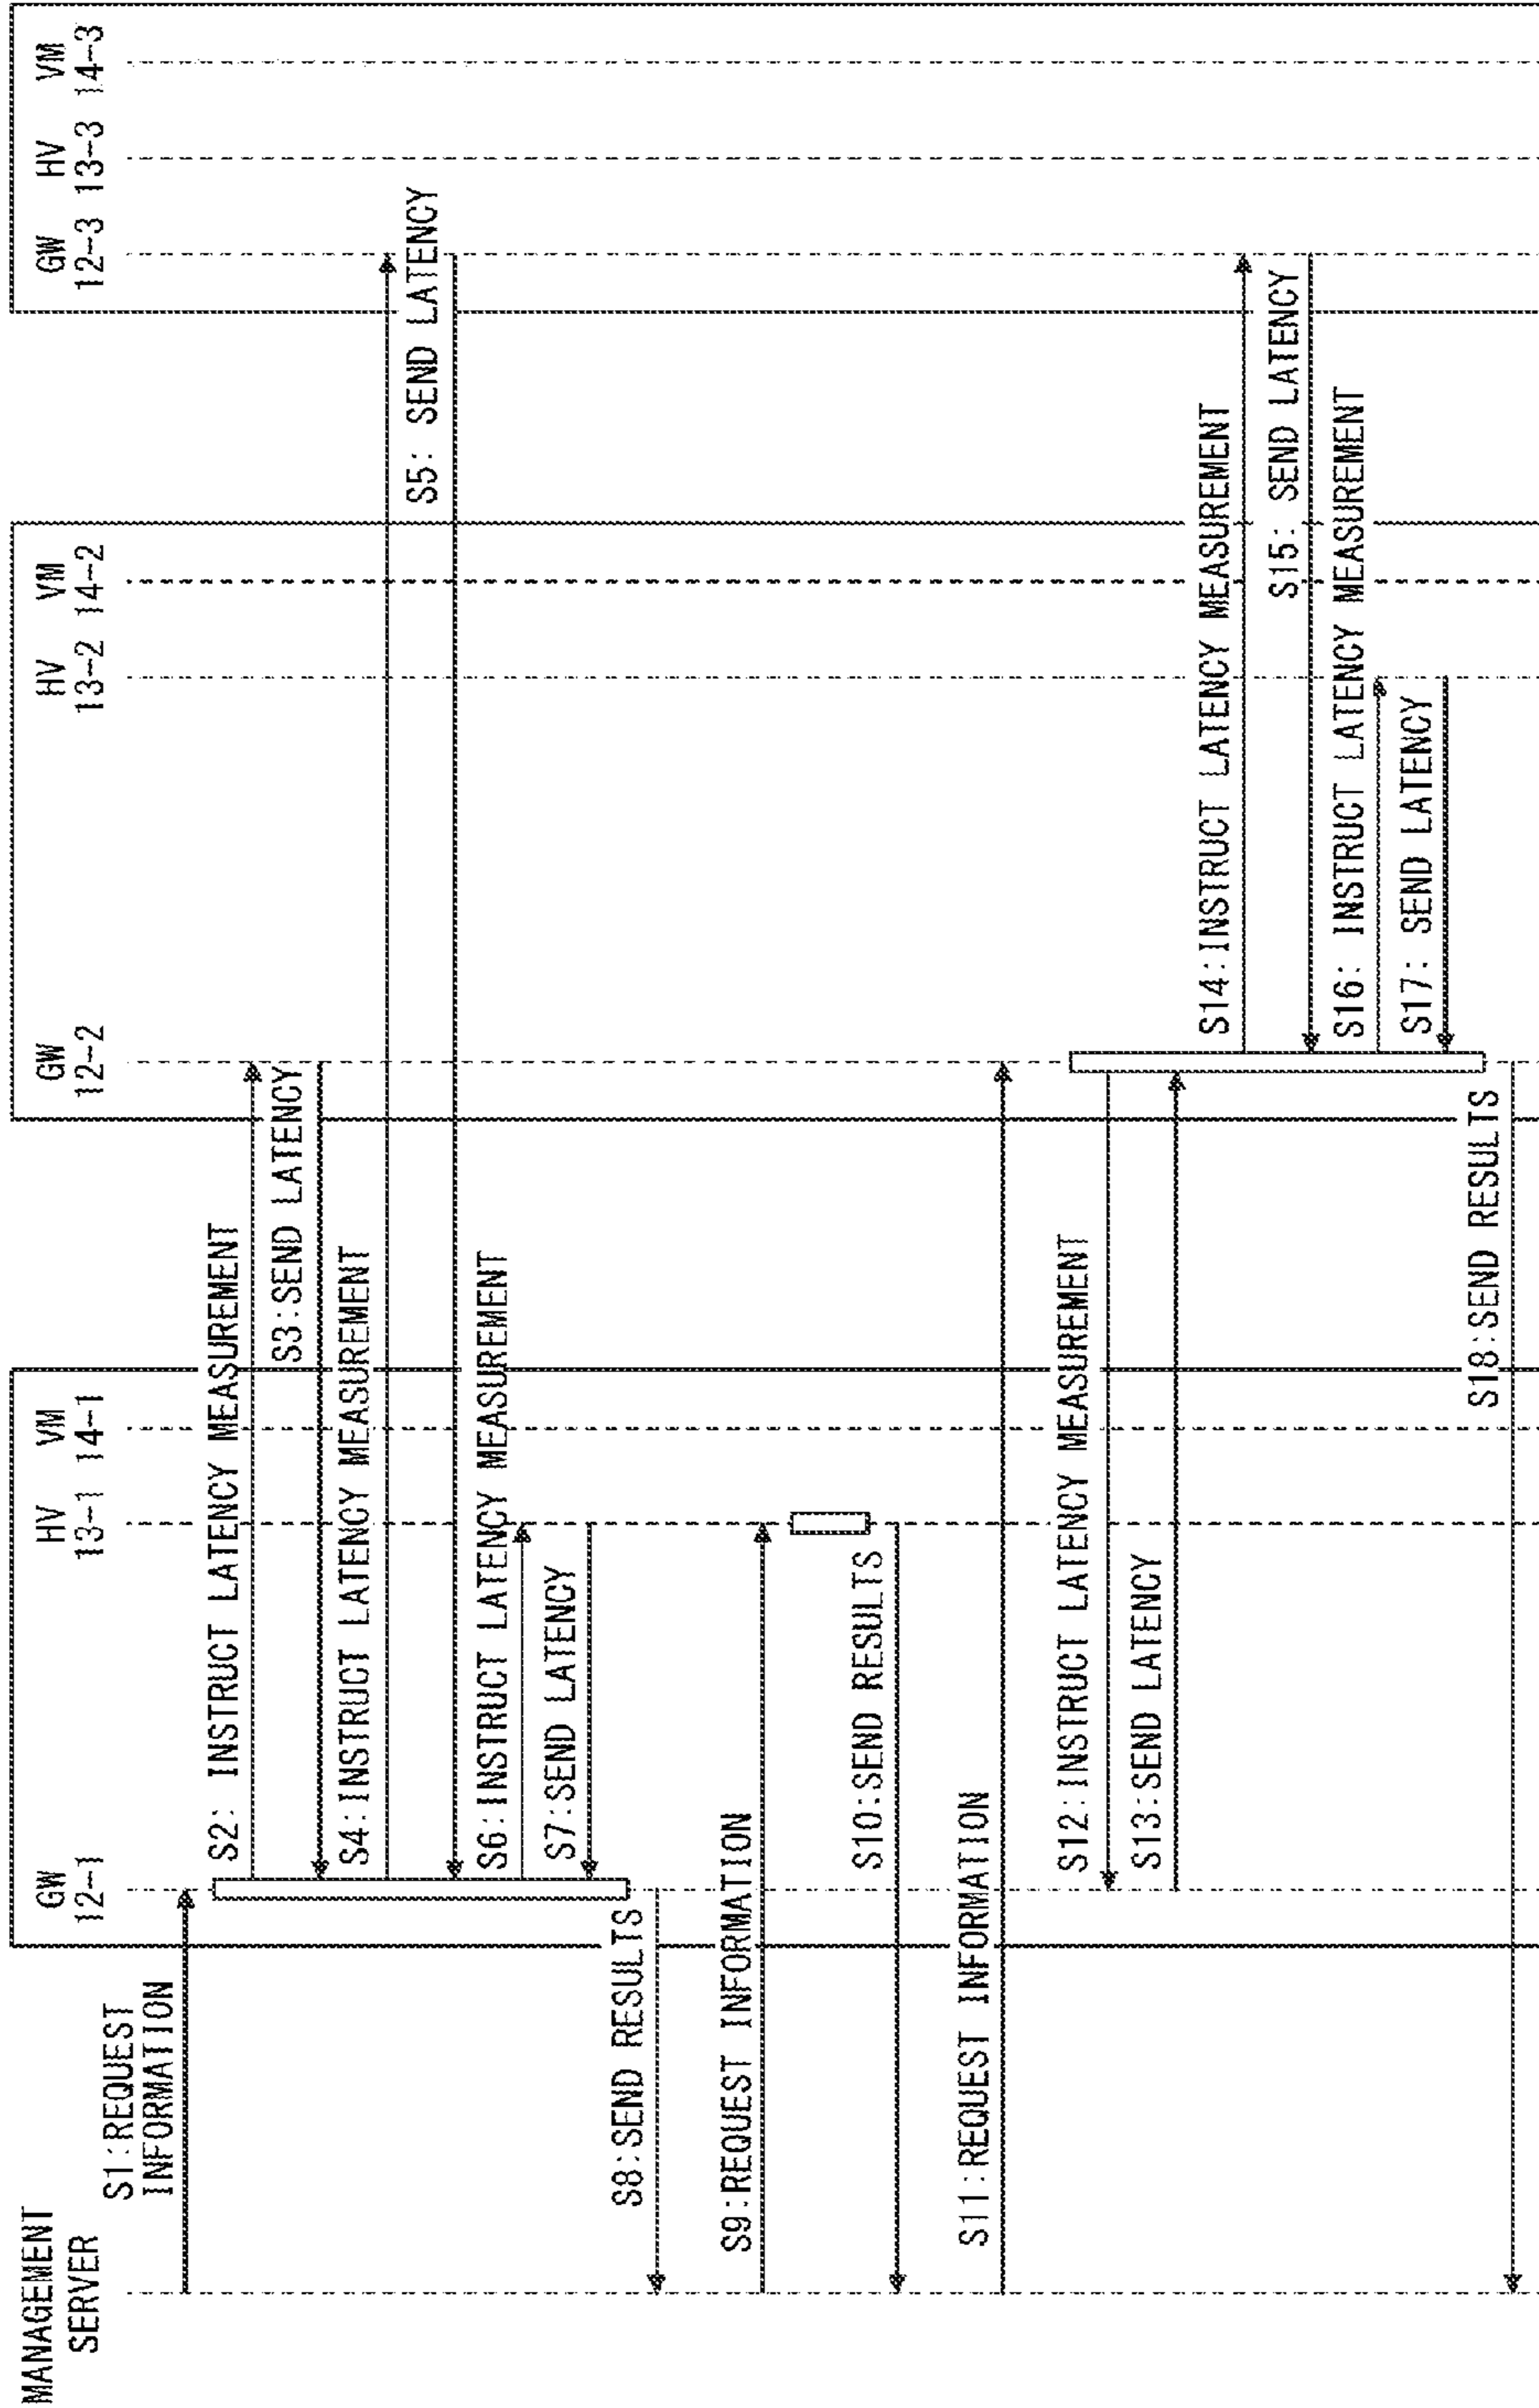 MANAGEMENT
SERVER
GW
12-1
HV
13-1
VM
14-1
GW
12-2
HV
13-2
VM
14-2
GW
12-3
HV
13-3
VM
14-3
S1:REQUEST
INFORMATION
S2: INSTRUCT LATENCY MEASUREMENT
S3:SEND LATENCY
S4:INSTRUCT LATENCY MEASUREMENT
S5: SEND LATENCY
S6:INSTRUCT LATENCY MEASUREMENT
S7:SEND LATENCY
S8:SEND RESULTS
S9:REQUEST INFORMATION
S10:SEND RESULTS
S11:REQUEST INFORMATION
S12:INSTRUCT LATENCY MEASUREMENT
S13:SEND LATENCY
S14:INSTRUCT LATENCY MEASUREMENT
S15: SEND LATENCY
S16: INSTRUCT LATENCY MEASUREMENT
S17: SEND LATENCY
S18:SEND RESULTS